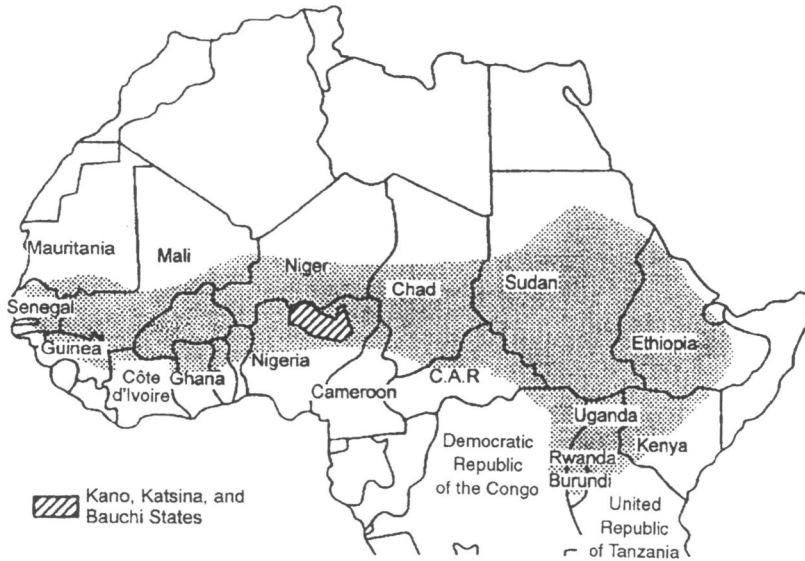 Mauritania
Mali
Niger
Chad
Sudan
Senegal
Guinea
Côte
d'Ivoire
Ghana
Nigeria
Cameroon
C.A.R
Ethiopia
Uganda
Kenya
Democratic
Republic
of the Congo
Rwanda
Burundi
United
Republic
of Tanzania
Kano, Katsina, and
Bauchi States